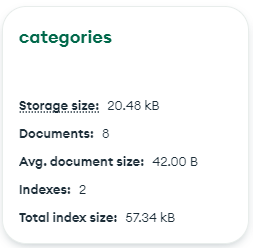 categories
Storage size: 20.48 kB
Documents: 8
Avg. document size: 42.00 B
Indexes: 2
Total index size: 57.34 kB